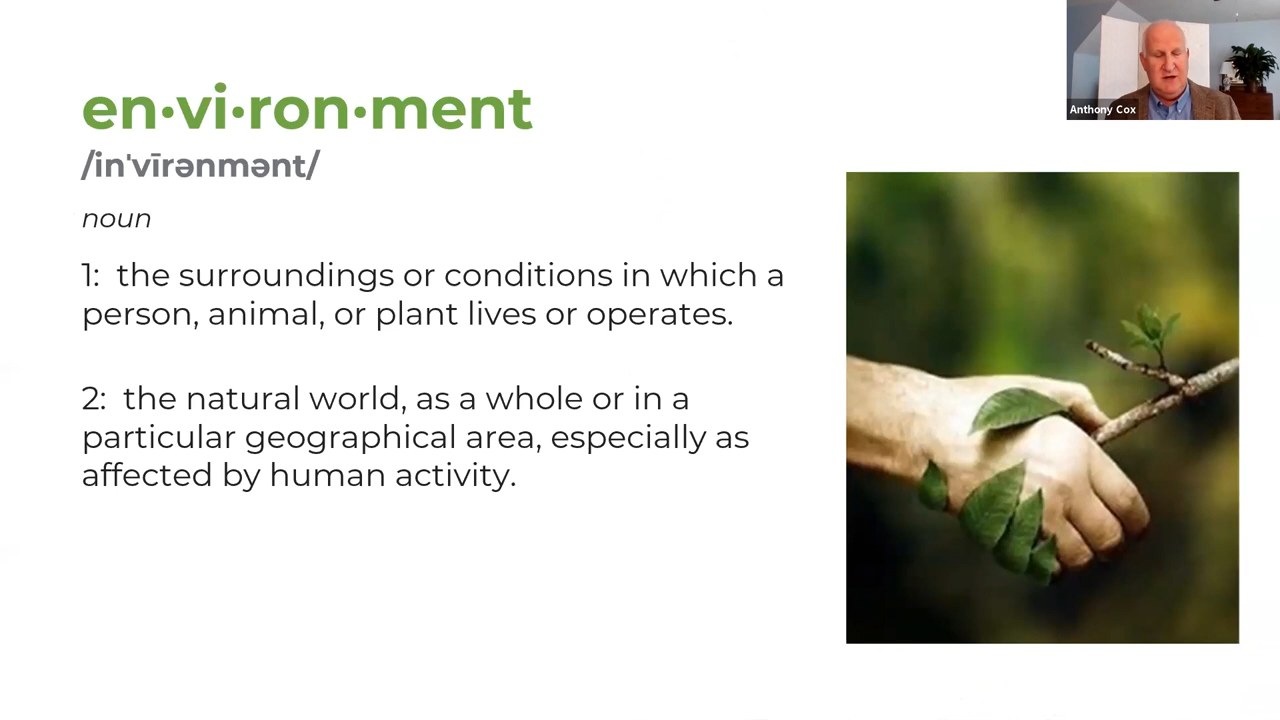 Anthony Cox
en·vi·ron·ment
/inˈvīrənmənt/
noun
1:  the surroundings or conditions in which a
person, animal, or plant lives or operates.
2:  the natural world, as a whole or in a
particular geographical area, especially as
affected by human activity.